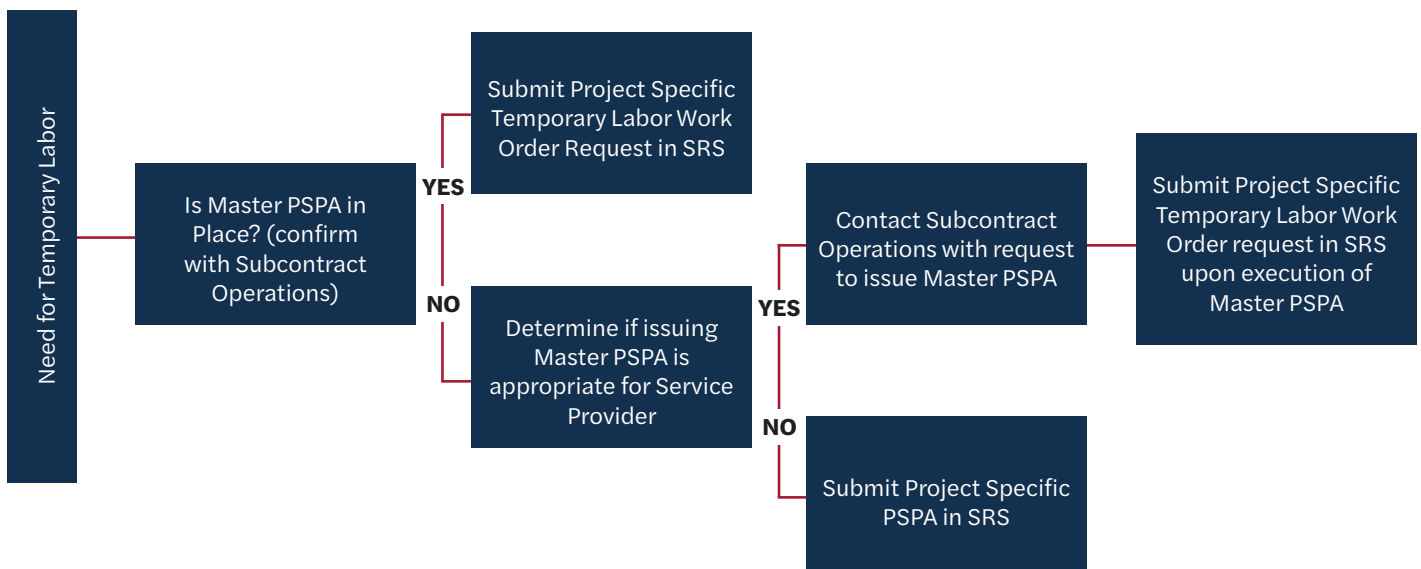 Need for Temporary Labor
Is Master PSPA in
Place? (confirm
with Subcontract
Operations)
YES
Submit Project Specific
Temporary Labor Work
Order Request in SRS
NO
Determine if issuing
Master PSPA is
appropriate for Service
Provider
YES
Contact Subcontract
Operations with request
to issue Master PSPA
Submit Project Specific
Temporary Labor Work
Order request in SRS
upon execution of
Master PSPA
NO
Submit Project Specific
PSPA in SRS